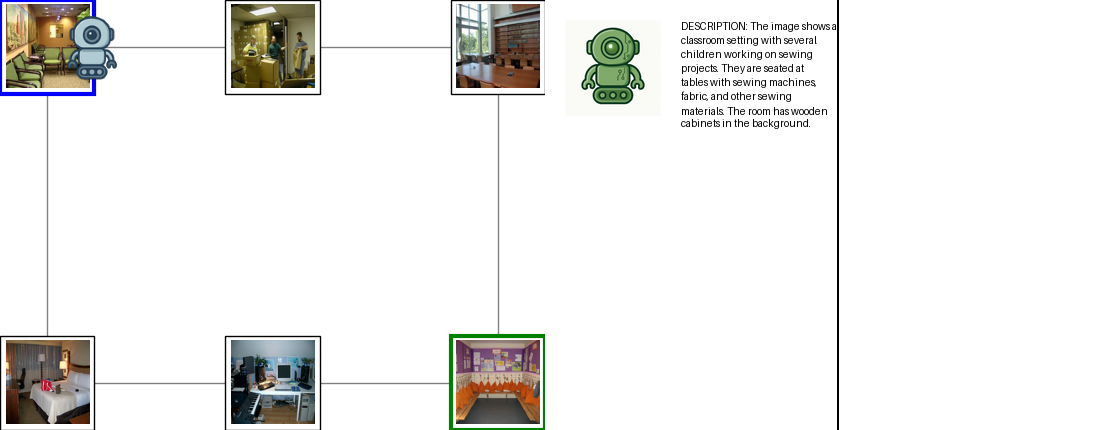 DESCRIPTION: The image shows a
classroom setting with several
children working on sewing
projects. They are seated at
tables with sewing machines,
fabric, and other sewing
materials. The room has wooden
cabinets in the background.